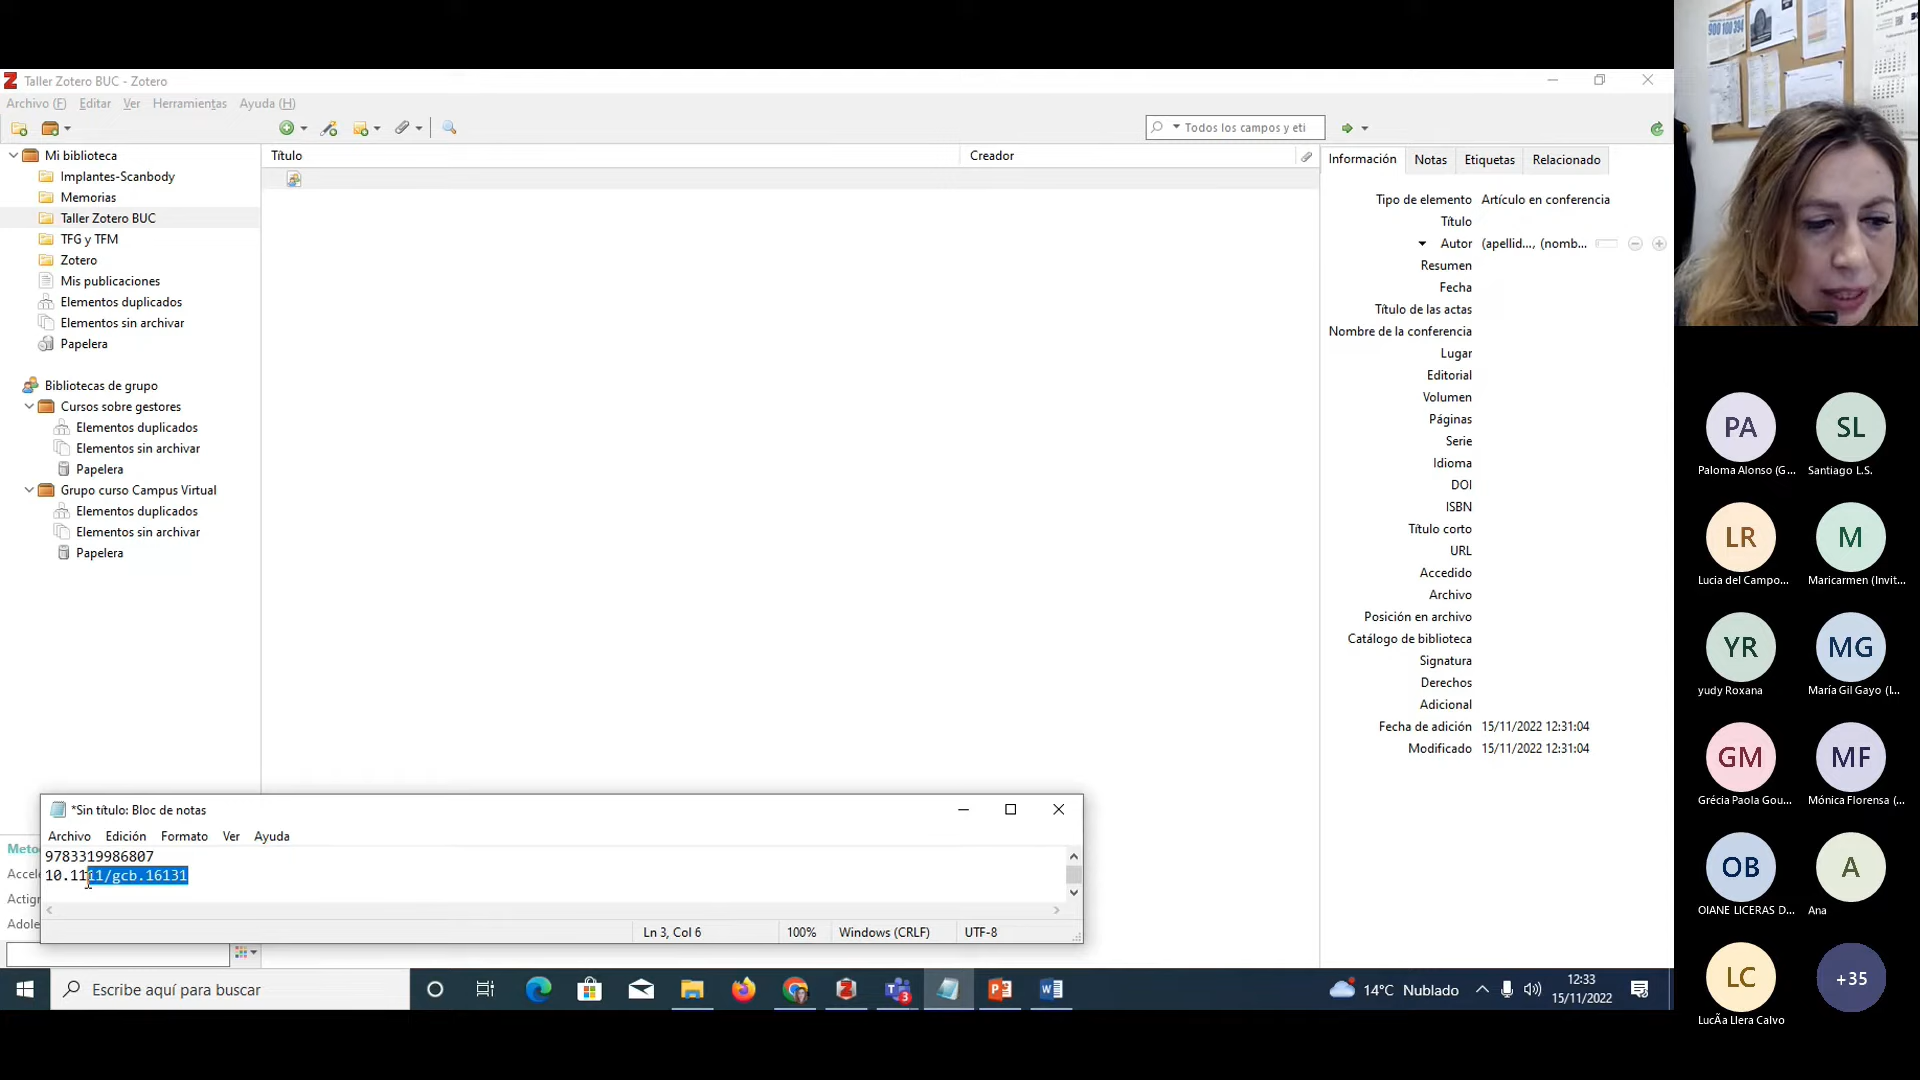 Taller Zotero BUC - Zotero
Archivo (F) Editar Ver Herramientas Ayuda (H)
Todos los campos y eti
Mi biblioteca
Implantes-Scanbody
Memorias
Taller Zotero BUC
TFG y TFM
Zotero
Mis publicaciones
Elementos duplicados
Elementos sin archivar
Papelera
Bibliotecas de grupo
Cursos sobre gestores
Elementos duplicados
Elementos sin archivar
Papelera
Grupo curso Campus Virtual
Elementos duplicados
Elementos sin archivar
Papelera
Título Creador
Información Notas Etiquetas Relacionado
Tipo de elemento Artículo en conferencia
Título
Autor (apellid..., (nomb...
Resumen
Fecha
Título de las actas
Nombre de la conferencia
Lugar
Editorial
Volumen
Páginas
Serie
Idioma
DOI
ISBN
Título corto
URL
Accedido
Archivo
Posición en archivo
Catálogo de biblioteca
Signatura
Derechos
Adicional
Fecha de adición 15/11/2022 12:31:04
Modificado 15/11/2022 12:31:04
Meto
Accele
Actig
Adole
*Sin título: Bloc de notas
Archivo Edición Formato Ver Ayuda
9783319986807
10.1111/gcb.16131
Ln 3, Col 6 100% Windows (CRLF) UTF-8
Escribe aquí para buscar
3
14°C Nublado
12:33
15/11/2022
900 100 394
PA
Paloma Alonso (G...
SL
Santiago L.S.
LR
Lucia del Campo...
M
Maricarmen (Invit...
YR
yudy Roxana
MG
María Gil Gayo (I...
GM
Grécia Paola Gou...
MF
Mónica Florensa (...
OB
OIANE LICERAS D...
A
Ana
LC
LucÃa Llera Calvo
+35